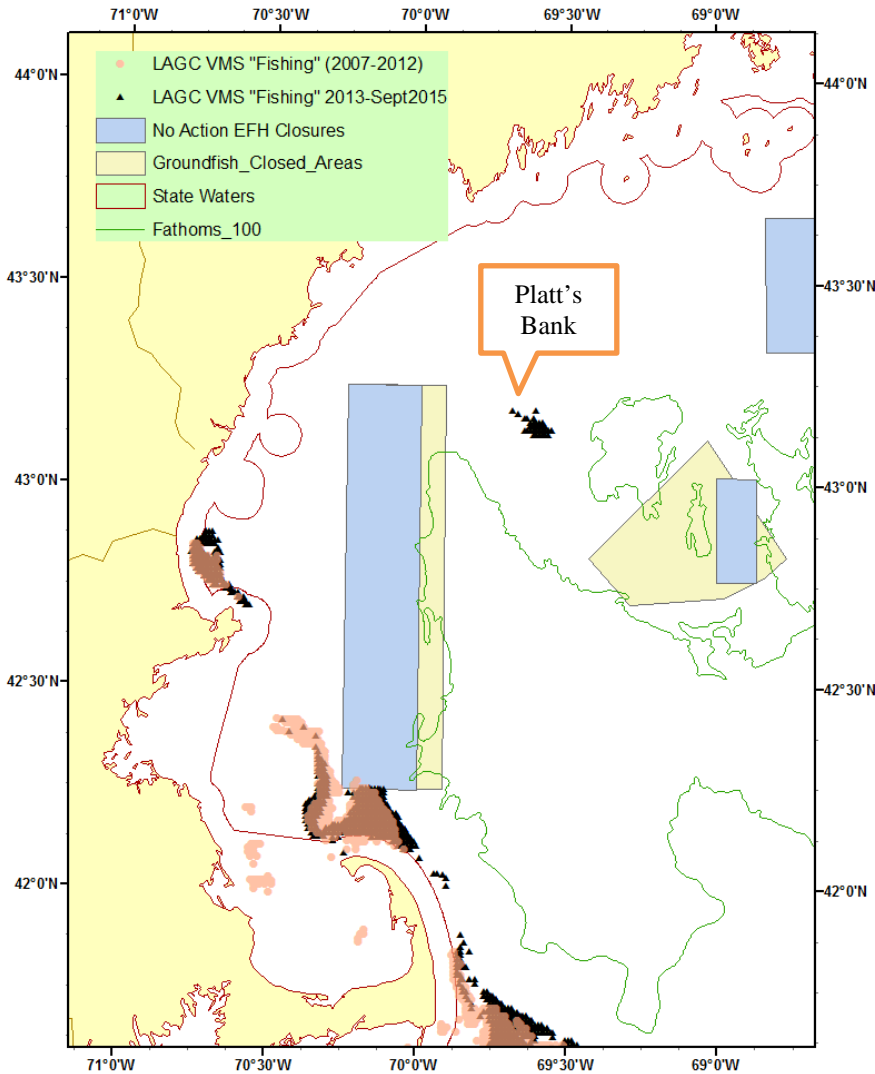 71°0'W 70°30'W 70°0'W 69°30'W 69°0'W
LAGC VMS "Fishing" (2007-2012)
LAGC VMS "Fishing" 2013-Sept2015
No Action EFH Closures
Groundfish_Closed_Areas
State Waters
Fathoms_100
44°0'N 44°0'N
43°30'N 43°30'N
Platt’s
Bank
43°0'N 43°0'N
42°30'N 42°30'N
42°0'N 42°0'N
71°0'W 70°30'W 70°0'W 69°30'W 69°0'W